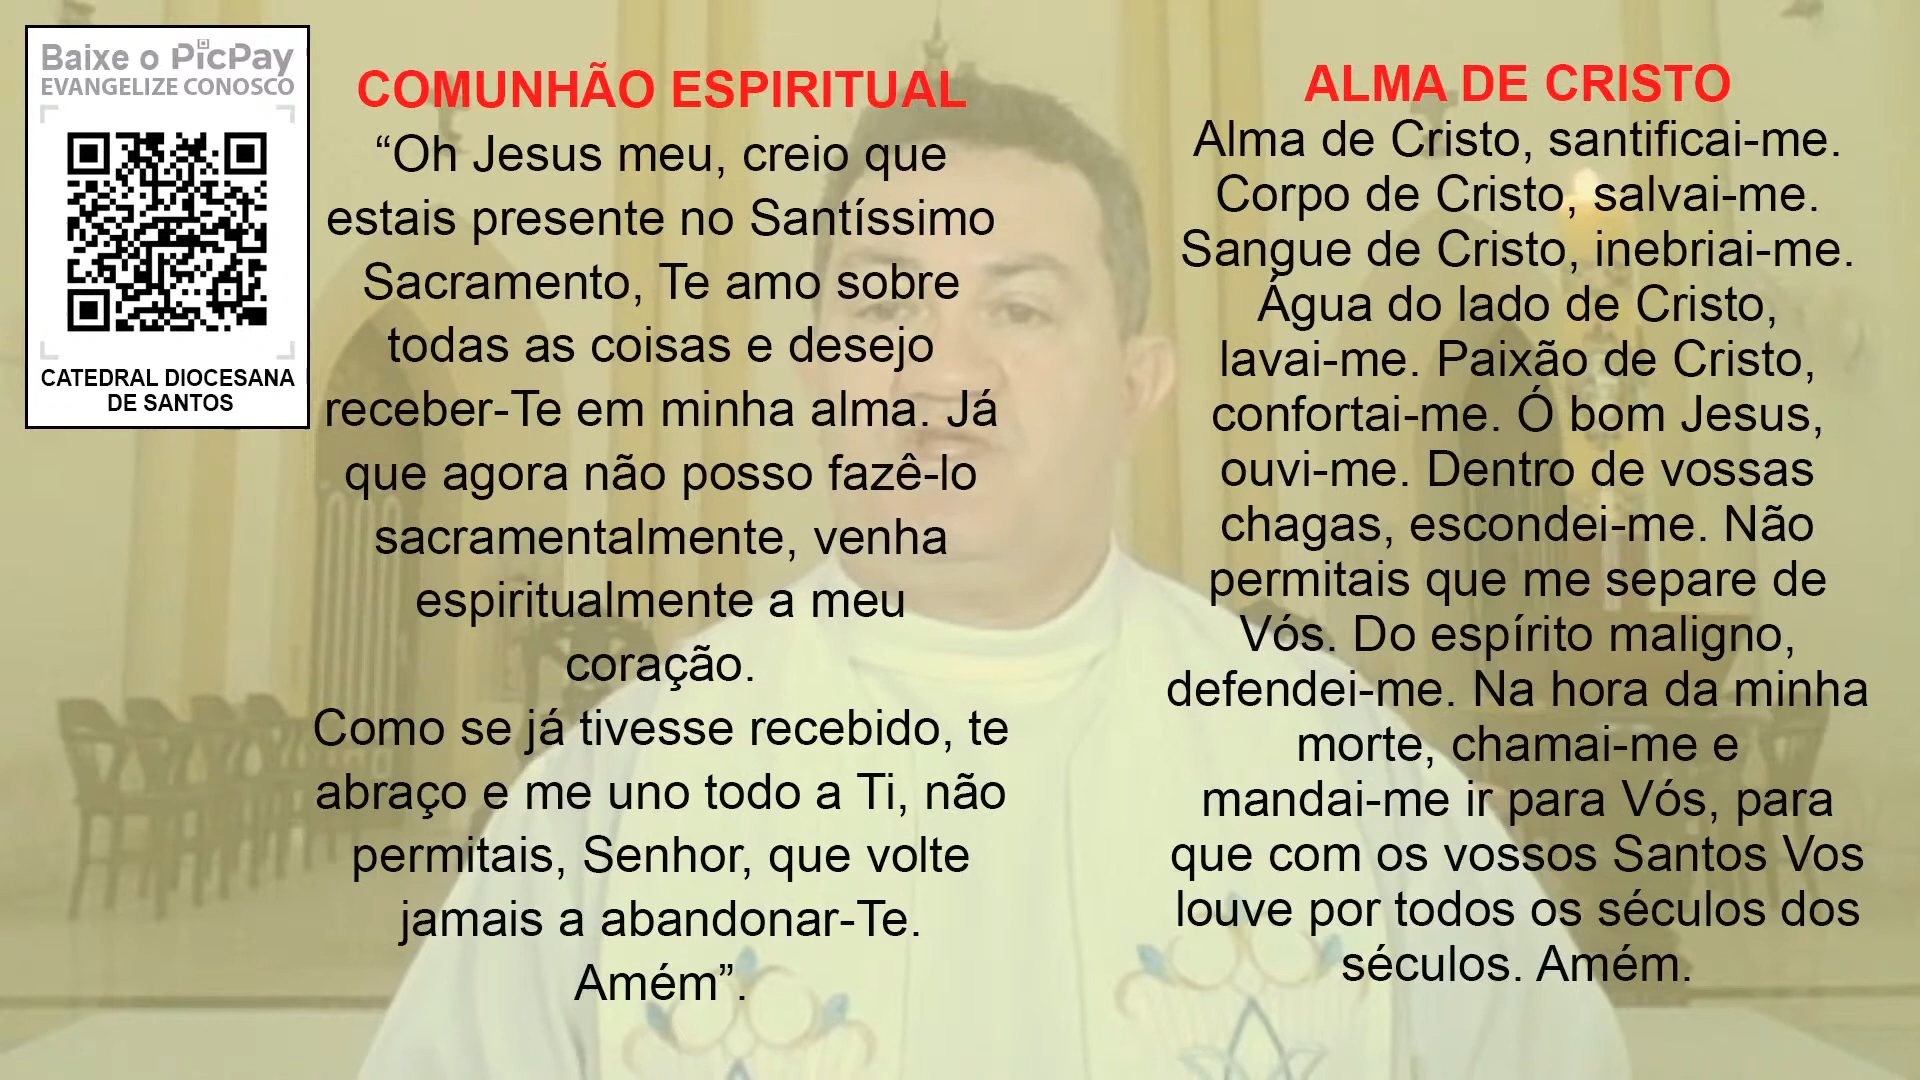 Baixe o PicPay
EVANGELIZE CONOSCO
CATEDRAL DIOCESANA
DE SANTOS
COMUNHÃO ESPIRITUAL
“Oh Jesus meu, creio que
estais presente no Santíssimo
Sacramento, Te amo sobre
todas as coisas e desejo
receber-Te em minha alma. Já
que agora não posso fazê-lo
sacramentalmente, venha
espiritualmente a meu
coração.
Como se já tivesse recebido, te
abraço e me uno todo a Ti, não
permitais, Senhor, que volte
jamais a abandonar-Te.
Amém”.
ALMA DE CRISTO
Alma de Cristo, santificai-me.
Corpo de Cristo, salvai-me.
Sangue de Cristo, inebriai-me.
Água do lado de Cristo,
lavai-me. Paixão de Cristo,
confortai-me. Ó bom Jesus,
ouvi-me. Dentro de vossas
chagas, escondei-me. Não
permitais que me separe de
Vós. Do espírito maligno,
defendei-me. Na hora da minha
morte, chamai-me e
mandai-me ir para Vós, para
que com os vossos Santos Vos
louve por todos os séculos dos
séculos. Amém.